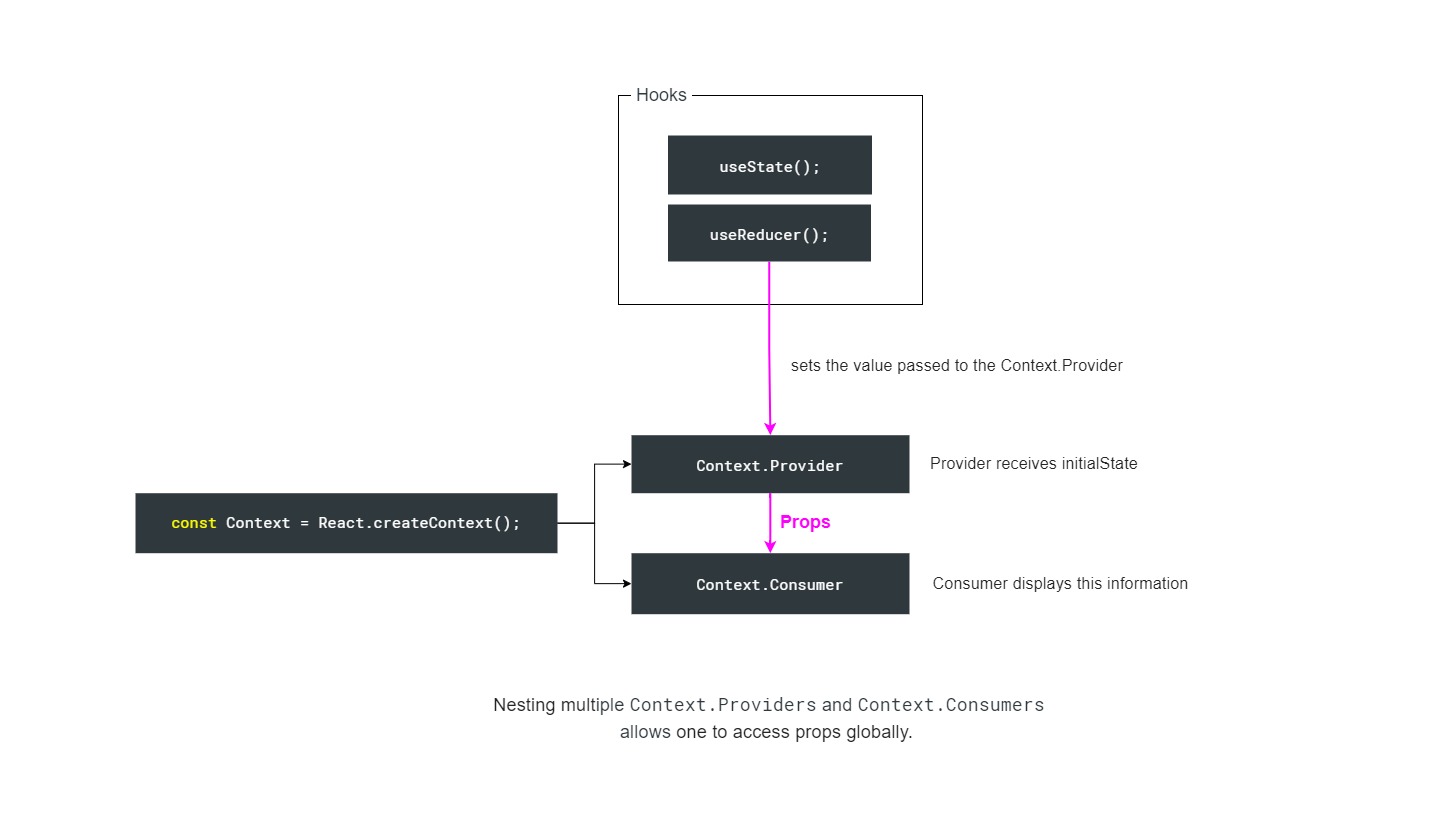 Hooks
useState();
useReducer();
sets the value passed to the Context.Provider
Context.Provider
Provider receives initialState
const Context = React.createContext();
Props
Context.Consumer
Consumer displays this information
Nesting multiple Context.Providers and Context.Consumers
allows one to access props globally.